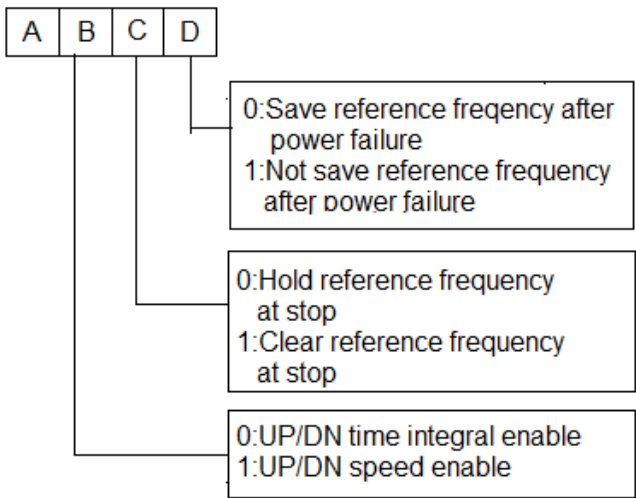 A B C D
0:Save reference freqency after
power failure
1:Not save reference frequency
after power failure
0:Hold reference frequency
at stop
1:Clear reference frequency
at stop
0:UP/DN time integral enable
1:UP/DN speed enable